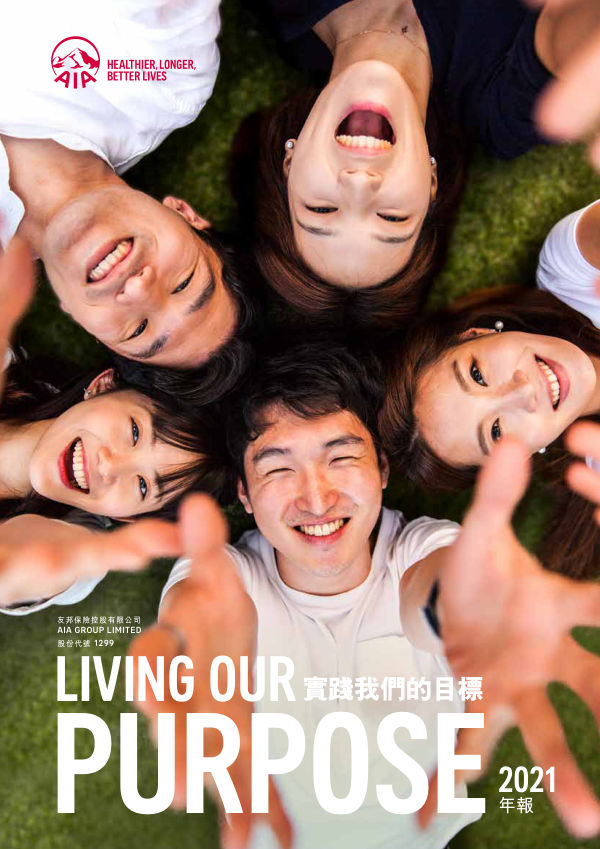 AIA
HEALTHIER, LONGER,
BETTER LIVES
友邦保險控股有限公司
AIA GROUP LIMITED
股份代號 1299
LIVING OUR 實踐我們的目標
PURPOSE 2021
年報